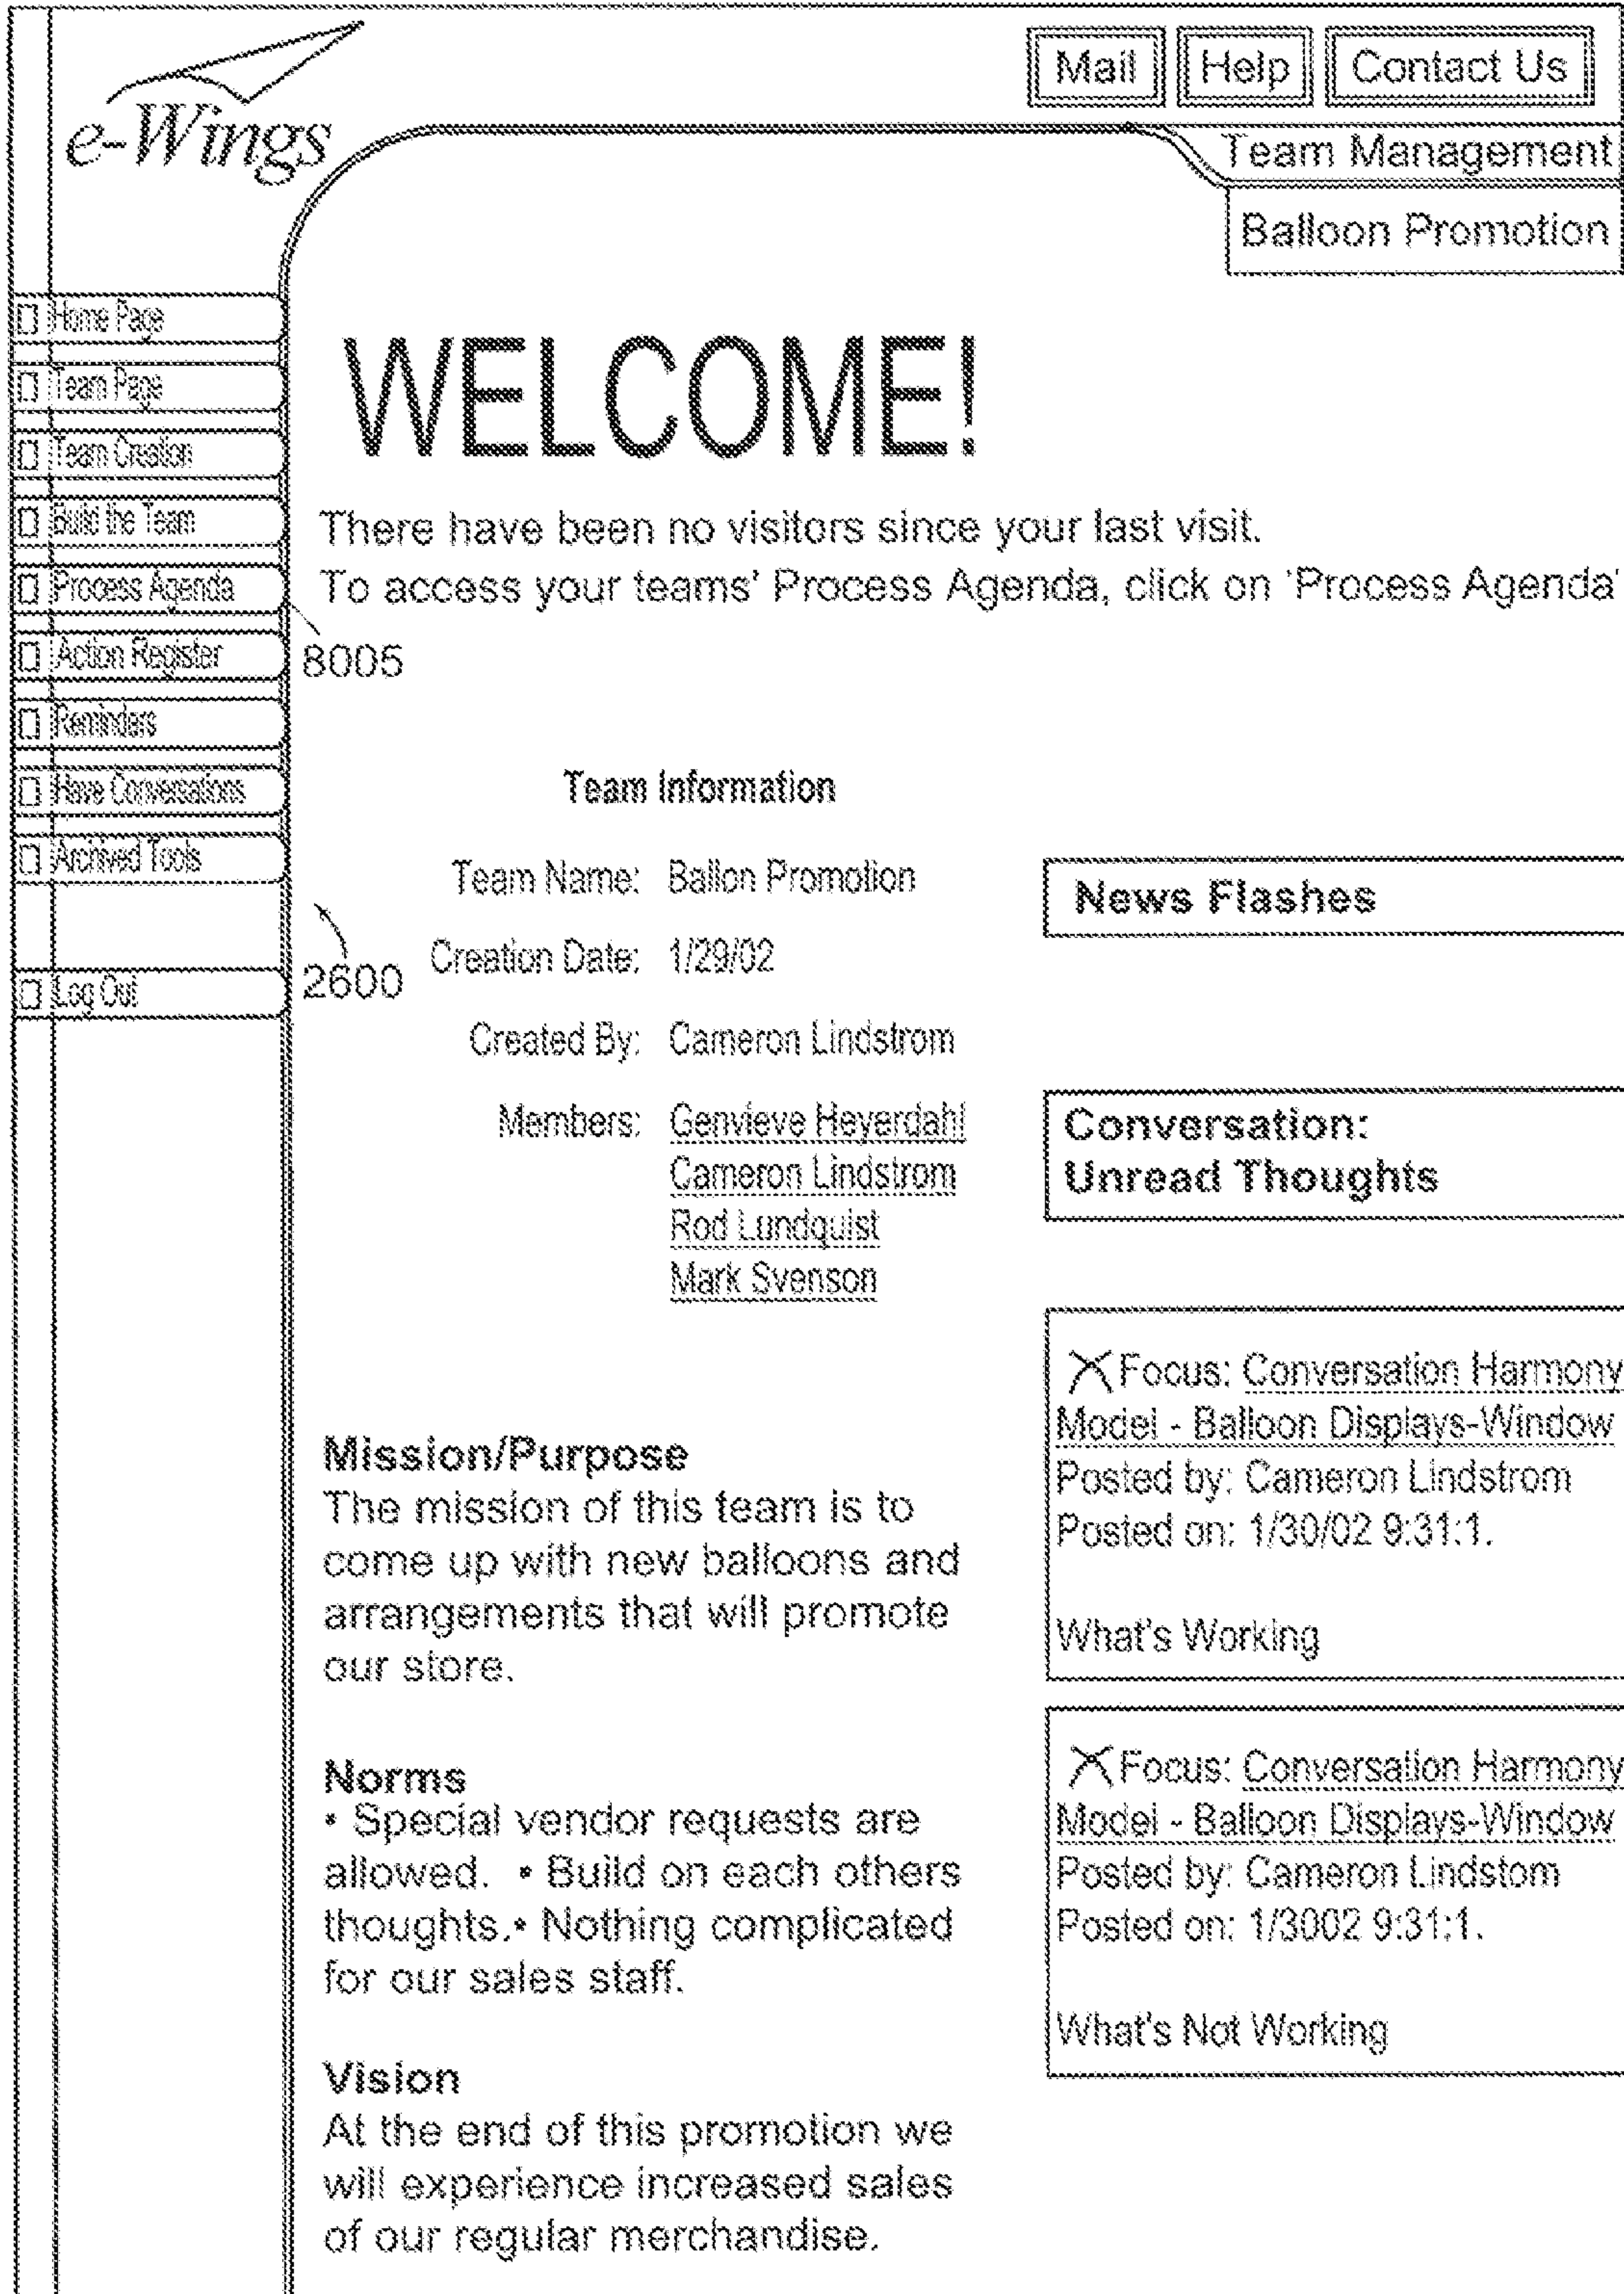 e-Wings
Mail
Help
Contact Us
Team Management
Balloon Promotion
Home Page
Team Page
Team Creation
Build the Team
Process Agenda
Action Register
Reminders
Have Conversations
Archived Tools
Log Out
WELCOME!
There have been no visitors since your last visit.
To access your teams' Process Agenda, click on 'Process Agenda'
8005
2600
Team Information
Team Name: Ballon Promotion
Creation Date: 1/29/02
Created By: Cameron Lindstrom
Members: Genvieve Heyerdahl
Cameron Lindstrom
Rod Lundquist
Mark Svenson
Mission/Purpose
The mission of this team is to
come up with new balloons and
arrangements that will promote
our store.
Norms
• Special vendor requests are
allowed. • Build on each others
thoughts.• Nothing complicated
for our sales staff.
Vision
At the end of this promotion we
will experience increased sales
of our regular merchandise.
News Flashes
Conversation:
Unread Thoughts
Focus: Conversation Harmony
Model - Balloon Displays-Window
Posted by: Cameron Lindstrom
Posted on: 1/30/02 9:31:1.
What's Working
Focus: Conversation Harmony
Model - Balloon Displays-Window
Posted by: Cameron Lindstom
Posted on: 1/3002 9:31:1.
What's Not Working